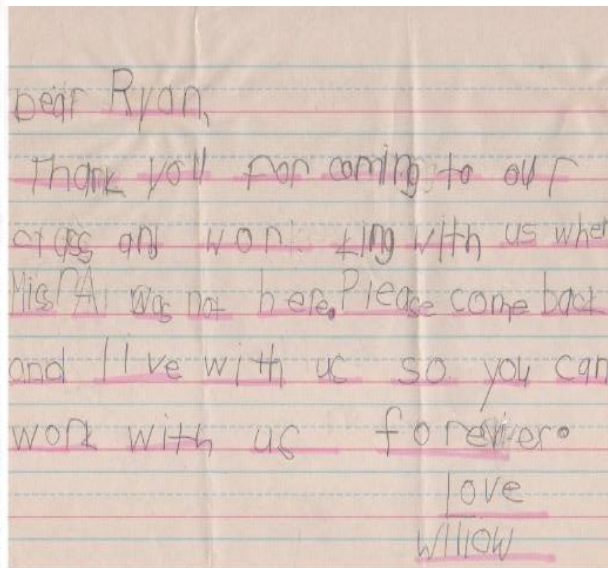 Dear Ryan,
Thank you for coming to our
class and work king with us when
Miss A was not here. Please come back
and live with us so you can
work with us forever.
love
Willow